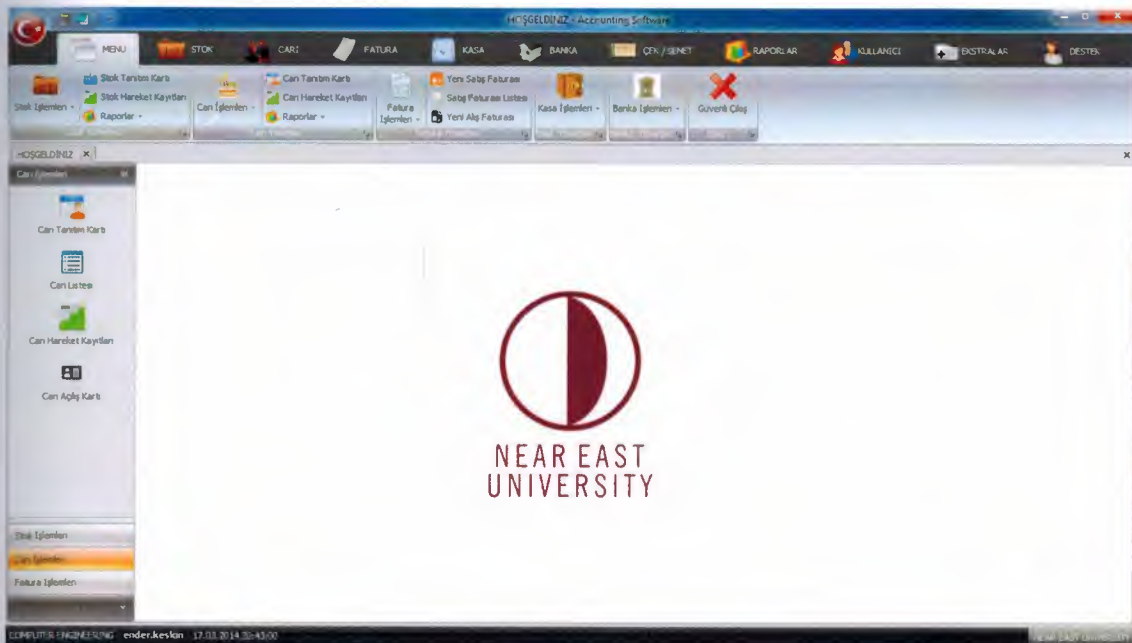 HOŞGELDİNİZ - Accounting Software
MENU STOK CARİ FATURA KASA BANKA ÇEK / SENET RAPORLAR KULLANICI EKSTRALAR DESTEK
Stok İşlemleri
Stok Tanıtım Kartı
Stok Hareket Kayıtları
Raporlar
Cari İşlemler
Cari Tanıtım Kartı
Cari Hareket Kayıtları
Raporlar
Fatura İşlemleri
Yeni Satış Faturası
Satış Faturası Listesi
Yeni Alış Faturası
Kasa İşlemleri
Banka İşlemleri
Güvenli Çıkış
HOŞGELDİNİZ
Cari İşlemleri
Cari Tanıtım Kartı
Cari Listesi
Cari Hareket Kayıtları
Cari Açılış Kartı
NEAR EAST
UNIVERSITY
Stok İşlemleri
Cari İşlemleri
Fatura İşlemleri
COMPUTER ENGINEERING ender.keskin 17.03.2014
NEAR EAST UNIVERSITY